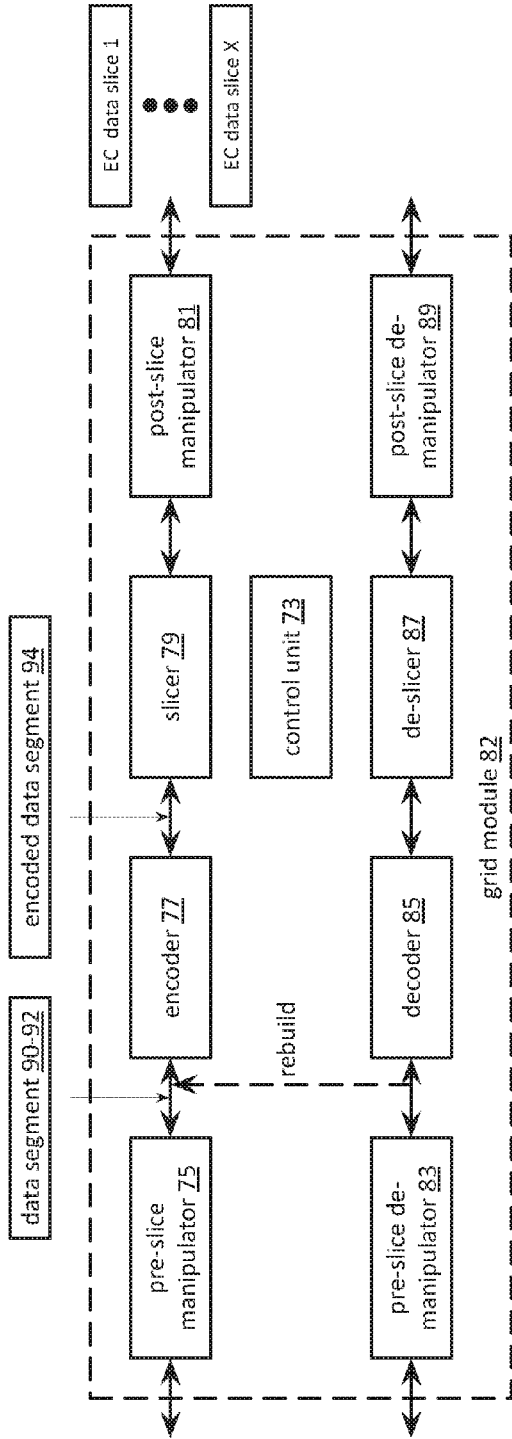 data segment 90-92
encoded data segment 94
EC data slice 1
EC data slice X
pre-slice
manipulator 75
encoder 77
slicer 79
post-slice
manipulator 81
rebuild
control unit 73
pre-slice de-
manipulator 83
decoder 85
de-slicer 87
post-slice de-
manipulator 89
grid module 82